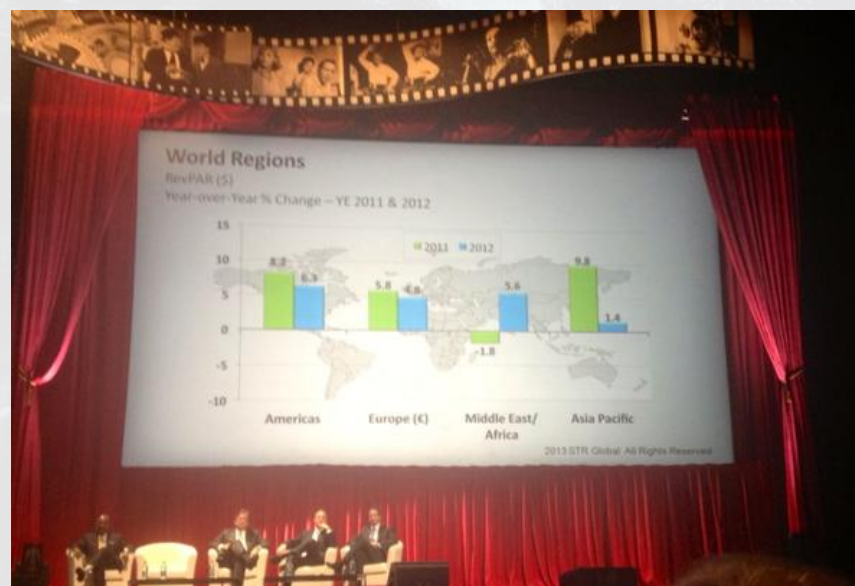 World Regions
RevPAR ($)
Year-over-Year % Change – YE 2011 & 2012
15
10
5
0
-5
-10
2011 2012
8.2
6.3
5.8
4.8
-1.8
5.6
9.8
1.4
Americas
Europe (€)
Middle East/
Africa
Asia Pacific
2013 STR Global All Rights Reserved